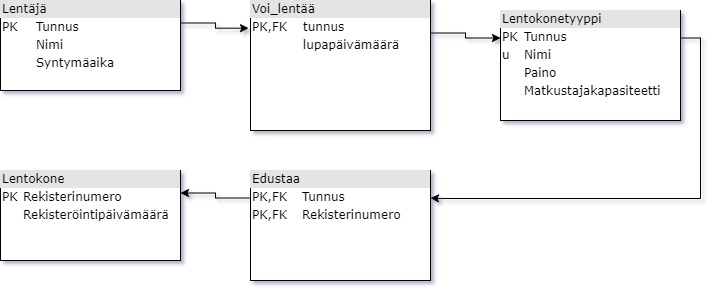 Lentäjä
PK Tunnus
Nimi
Syntymäaika
Voi_lentää
PK,FK tunnus
lupapäivämäärä
Lentokonetyyppi
PK Tunnus
u Nimi
Paino
Matkustajakapasiteetti
Lentokone
PK Rekisterinumero
Rekisteröintipäivämäärä
Edustaa
PK,FK Tunnus
PK,FK Rekisterinumero